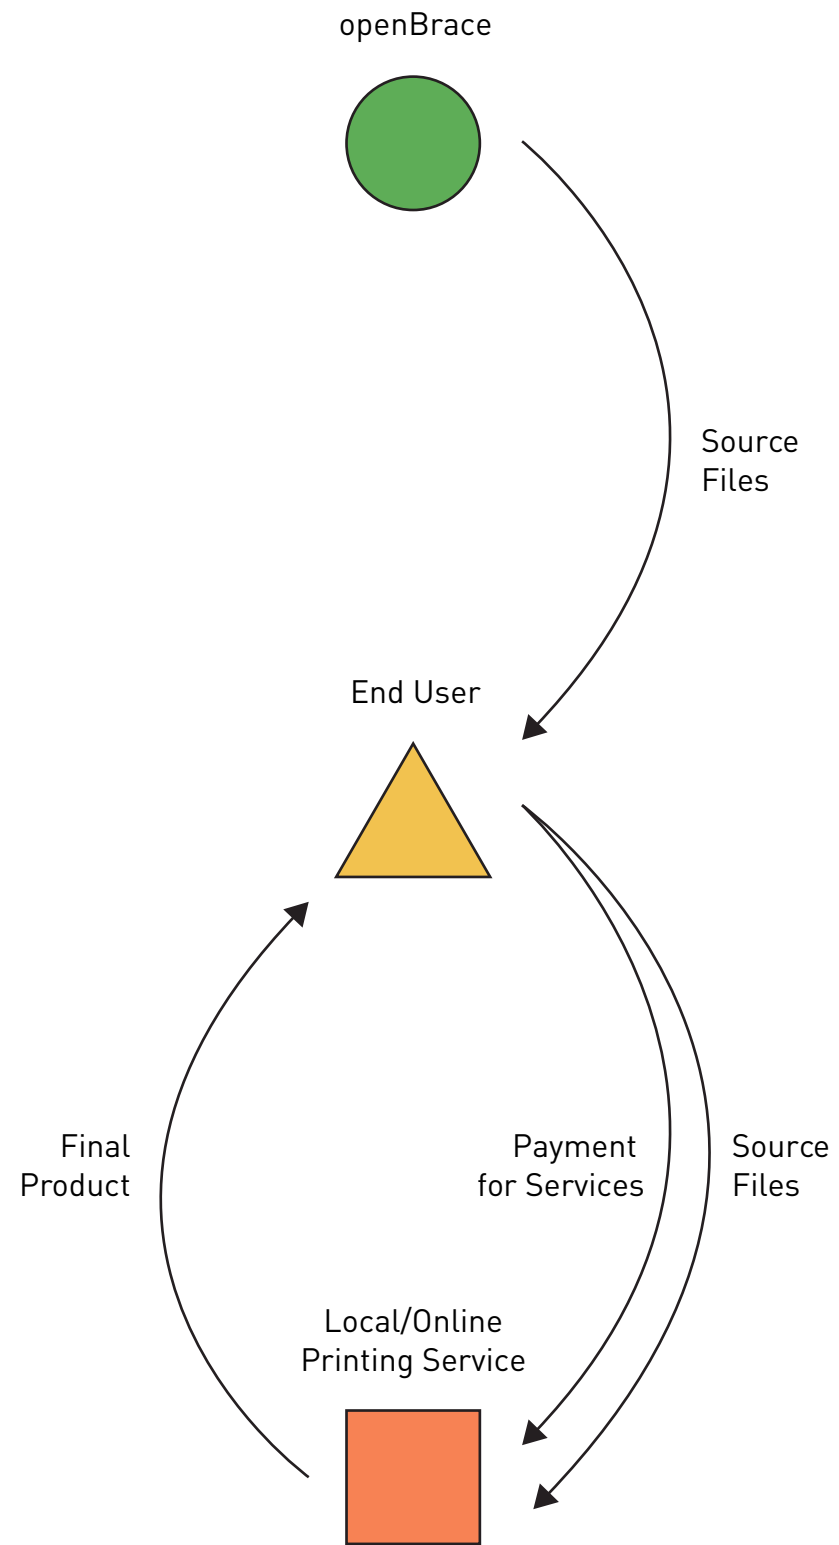 openBrace
Source
Files
End User
Final
Product
Payment
for Services
Source
Files
Local/Online
Printing Service